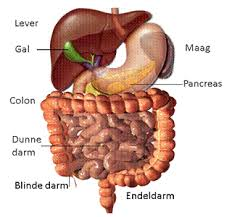 Lever
Gal
Maag
Pancreas
Colon
Dunne
darm
Blinde darm
Endeldarm